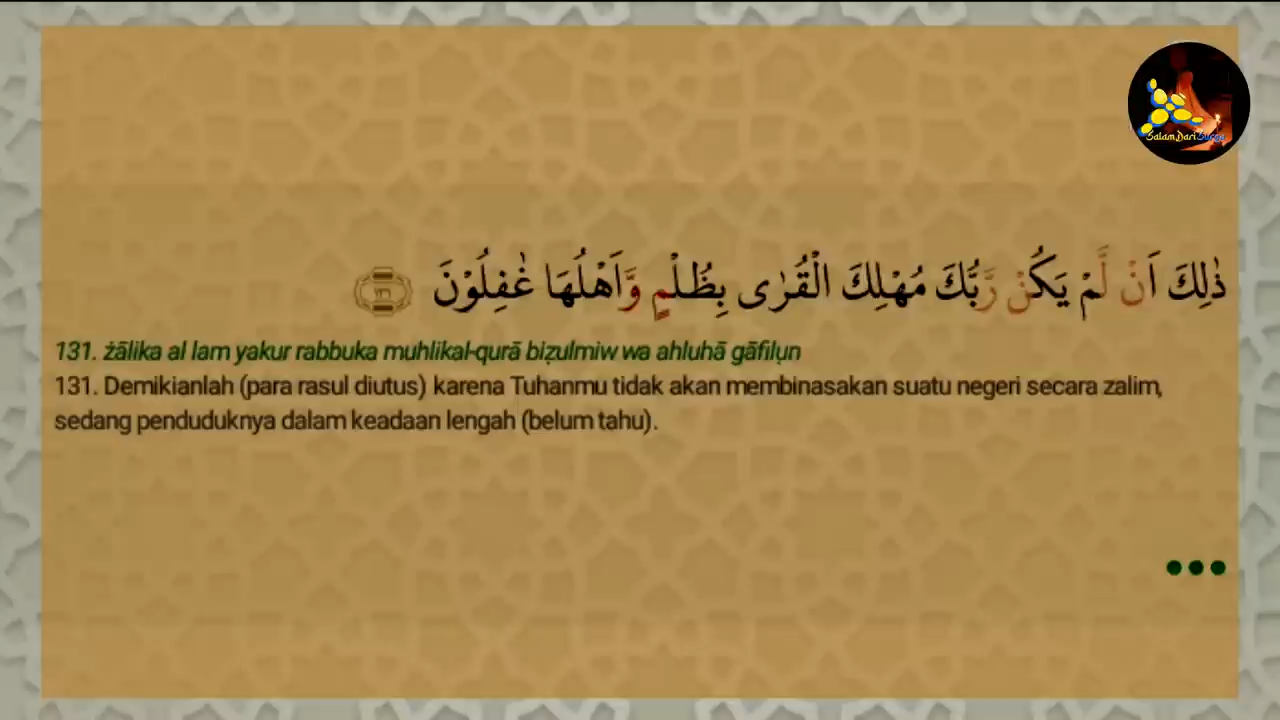 SalamDariSurga
ذٰلِكَ اَنْ لَّمْ يَكُنْ رَّبُّكَ مُهْلِكَ الْقُرٰى بِظُلْمٍ وَّاَهْلُهَا غٰفِلُوْنَ ١٣١
131. żālika al lam yakur rabbuka muhlikal-qurā biẓulmiw wa ahluhā gāfilụn
131. Demikianlah (para rasul diutus) karena Tuhanmu tidak akan membinasakan suatu negeri secara zalim,
sedang penduduknya dalam keadaan lengah (belum tahu).